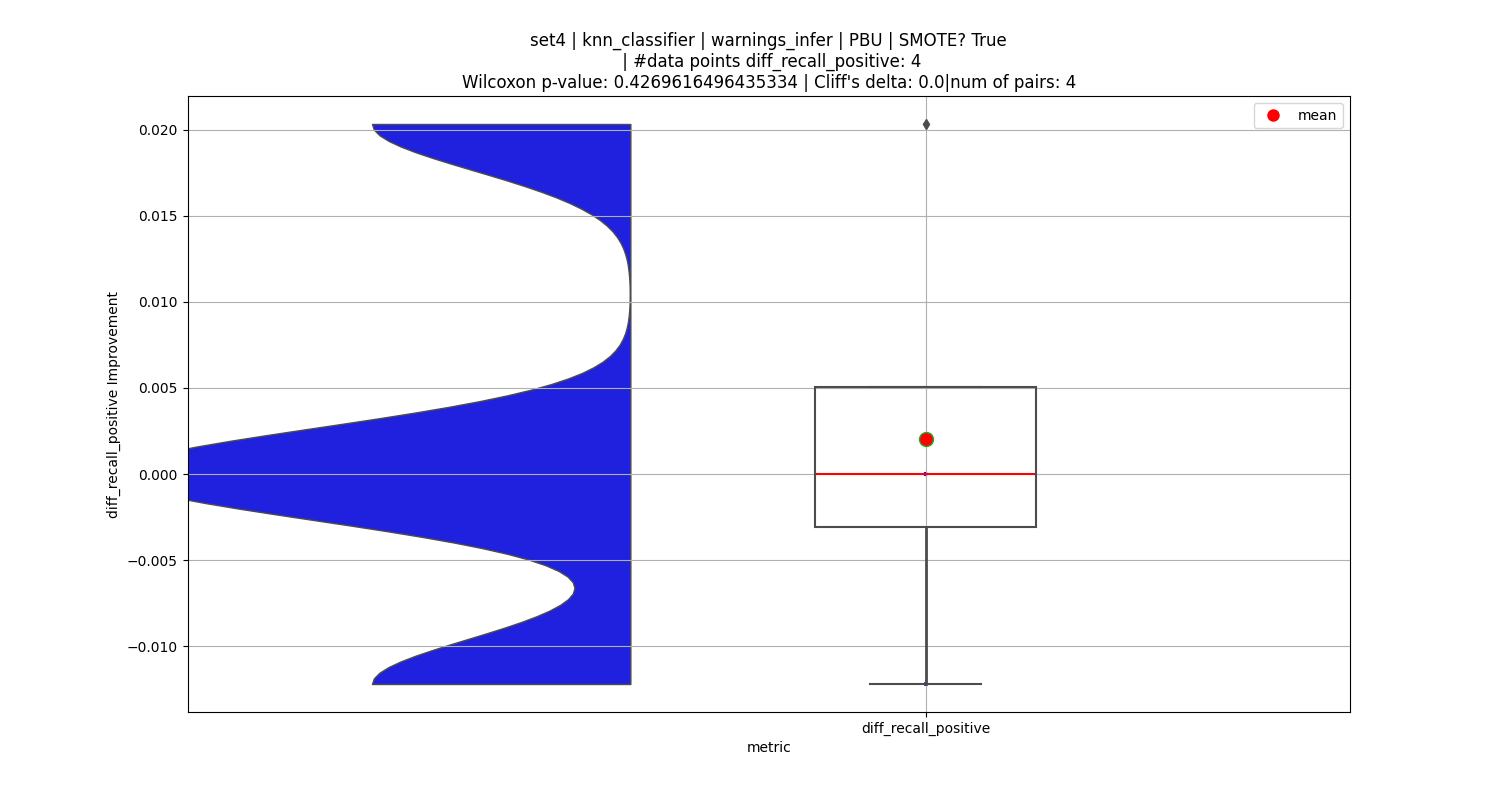 set4 | knn_classifier | warnings_infer | PBU | SMOTE? True
| #data points diff_recall_positive: 4
Wilcoxon p-value: 0.4269616496435334 | Cliff's delta: 0.0|num of pairs: 4
mean
0.020
0.015
0.010
0.005
0.000
−0.005
−0.010
diff_recall_positive Improvement
diff_recall_positive
metric